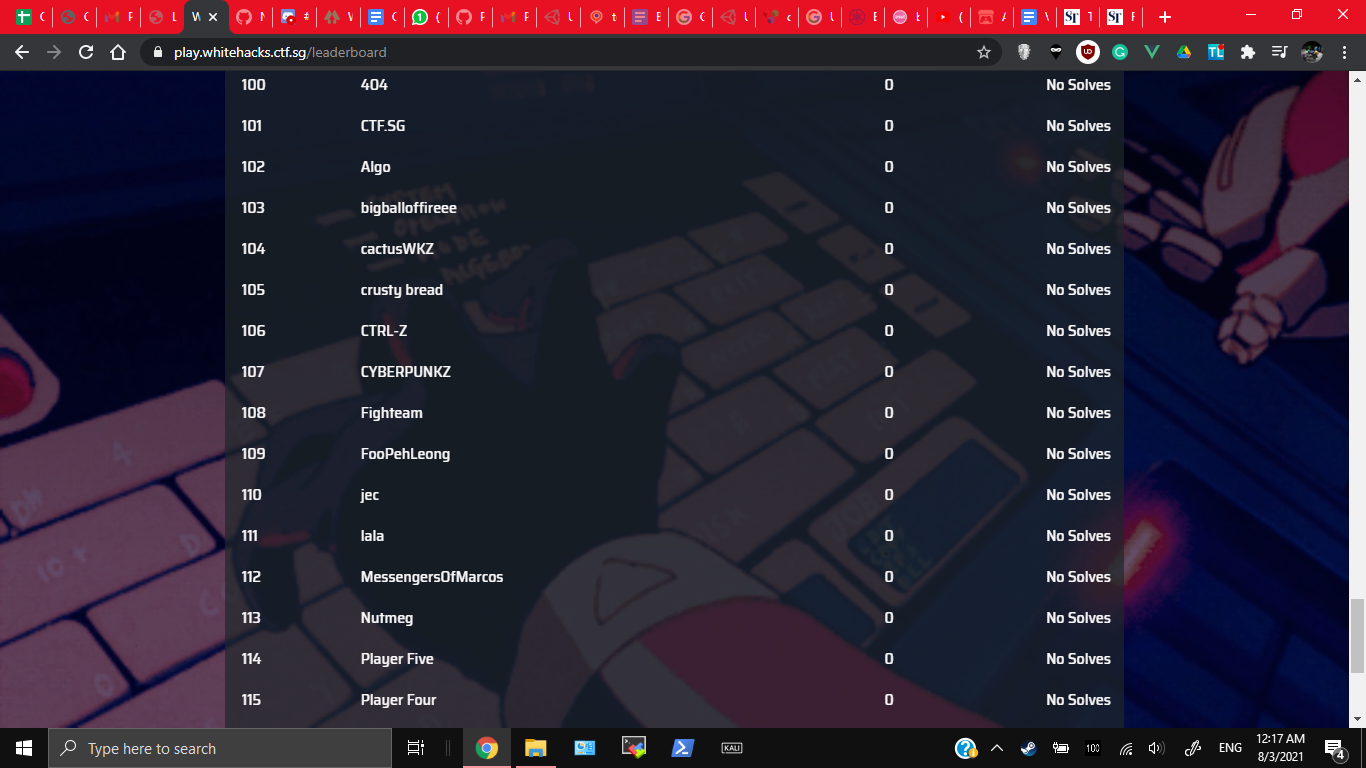 play.whitehacks.ctf.sg/leaderboard
100 404 0 No Solves
101 CTF.SG 0 No Solves
102 Algo 0 No Solves
103 bigballoffireee 0 No Solves
104 cactusWKZ 0 No Solves
105 crusty bread 0 No Solves
106 CTRL-Z 0 No Solves
107 CYBERPUNKZ 0 No Solves
108 Fighteam 0 No Solves
109 FooPehLeong 0 No Solves
110 jec 0 No Solves
111 lala 0 No Solves
112 MessengersOfMarcos 0 No Solves
113 Nutmeg 0 No Solves
114 Player Five 0 No Solves
115 Player Four 0 No Solves
Type here to search
KALI
100
ENG
12:17 AM
8/3/2021
4